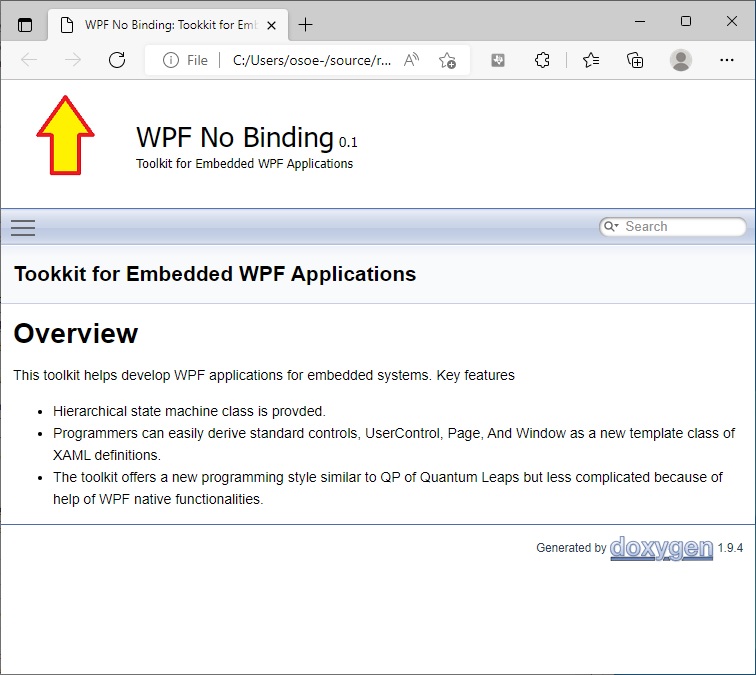 WPF No Binding: Tookkit for Emb
File C:/Users/osoe-/source/r...
WPF No Binding 0.1
Toolkit for Embedded WPF Applications
Search
Tookkit for Embedded WPF Applications
Overview
This toolkit helps develop WPF applications for embedded systems. Key features
• Hierarchical state machine class is provded.
• Programmers can easily derive standard controls, UserControl, Page, And Window as a new template class of
XAML definitions.
• The toolkit offers a new programming style similar to QP of Quantum Leaps but less complicated because of
help of WPF native functionalities.
Generated by doxygen 1.9.4